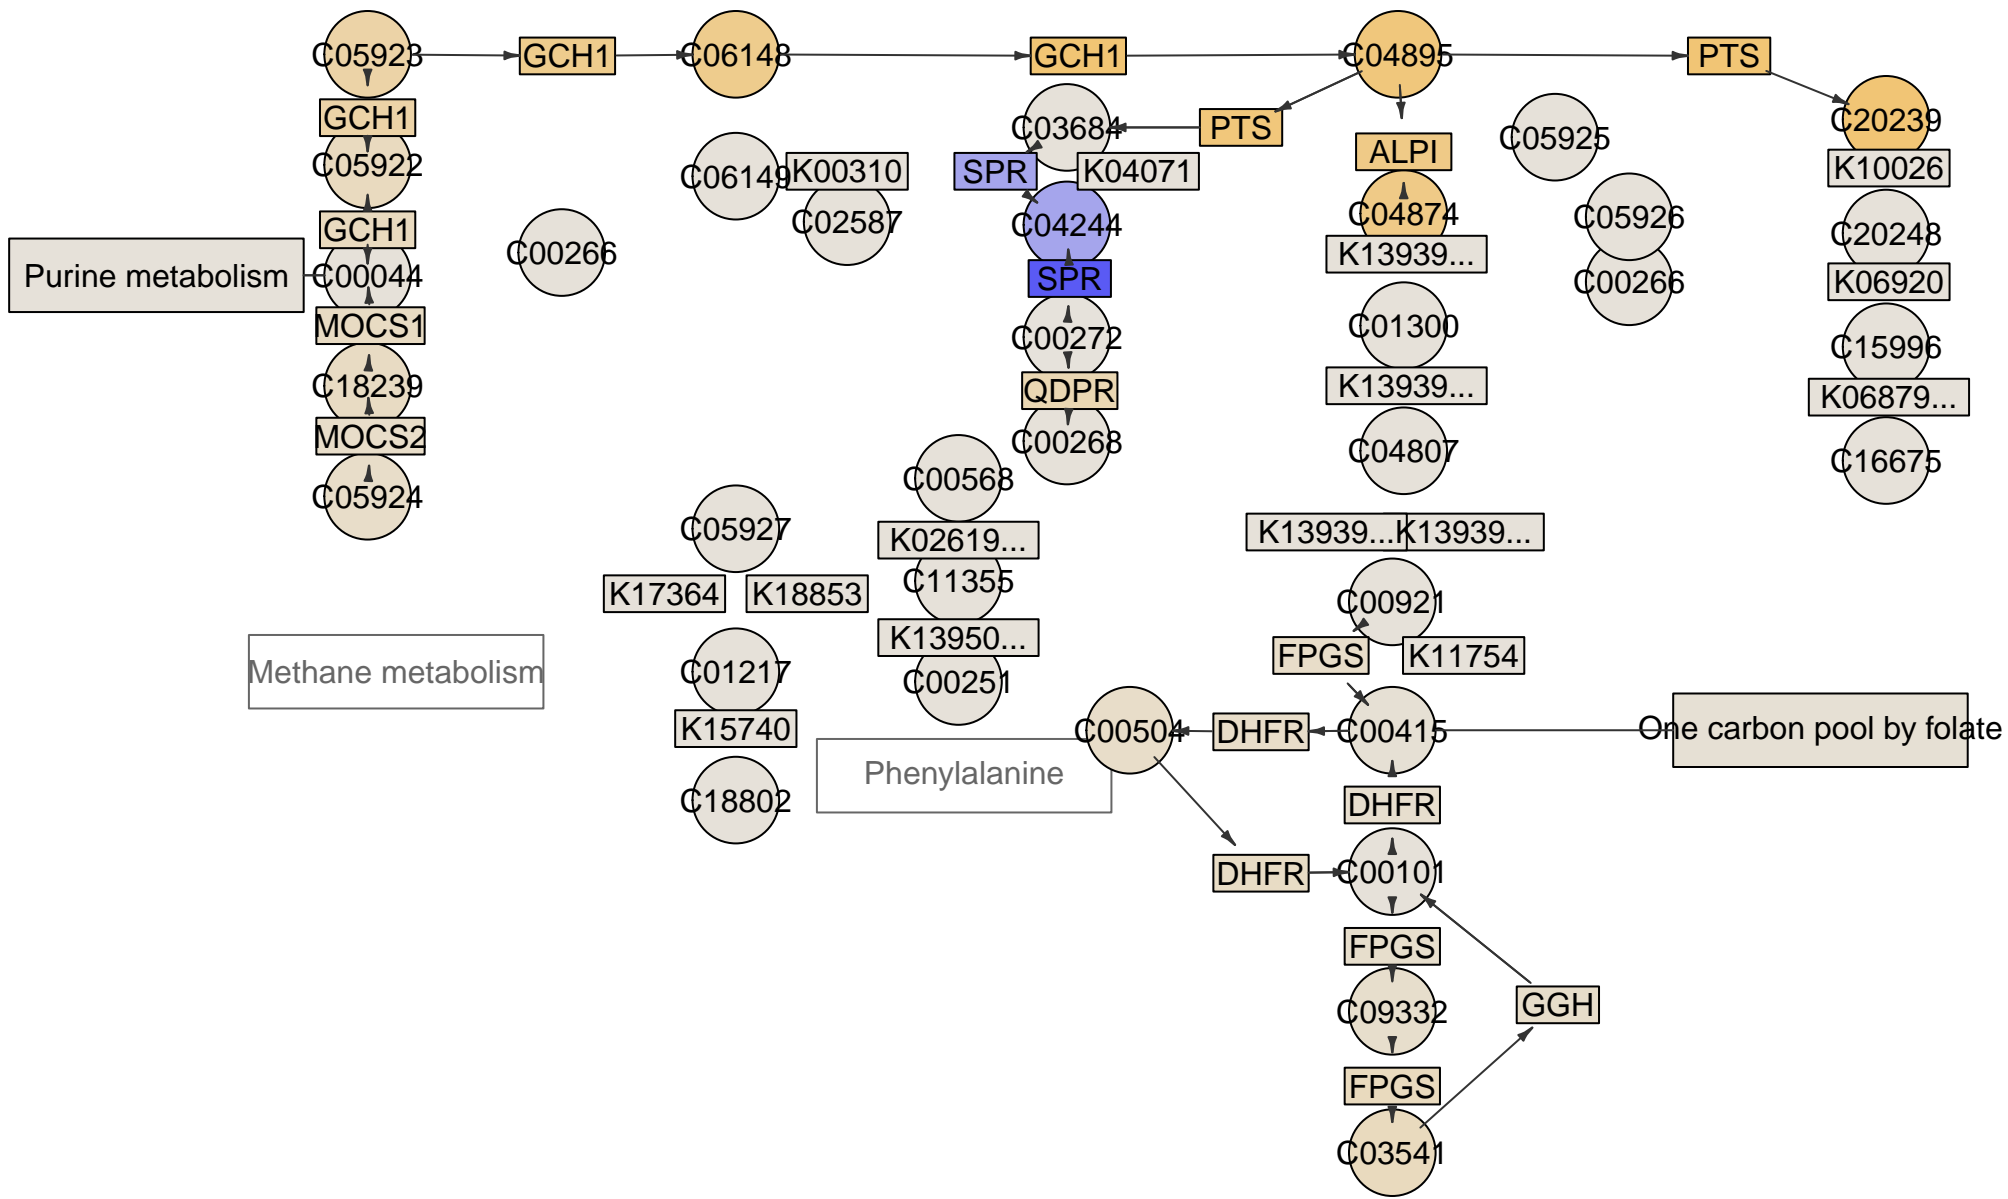 C05923
GCH1
C06148
GCH1
C04895
PTS
GCH1
C03684
PTS
C20239
C05922
C06149
K00310
SPR
K04071
ALPI
C05925
K10026
GCH1
C02587
C04244
C04874
C05926
C20248
Purine metabolism
C00044
C00266
SPR
K13939...
C00266
K06920
MOCS1
C00272
C01300
C15996
C18239
QDPR
K13939...
K06879...
MOCS2
C00268
C04807
C16675
C05924
C00568
C05927
K02619...
K13939...
K13939...
K17364
K18853
C11355
C00921
Methane metabolism
C01217
K13950...
C00251
FPGS
K11754
K15740
C00504
DHFR
C00415
One carbon pool by folate
Phenylalanine
C18802
DHFR
DHFR
C00101
FPGS
C09332
GGH
FPGS
C03541